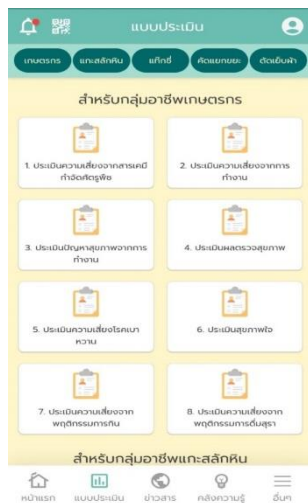 แบบประเมิน
เกษตรกร
แกะสลักหิน
แท็กซี่
คัดแยกขยะ
ตัดเย็บผ้า
สำหรับกลุ่มอาชีพเกษตรกร
1. ประเมินความเสี่ยงจากสารเคมี
กำจัดศัตรูพืช
2. ประเมินความเสี่ยงจากการ
ทำงาน
3. ประเมินปัญหาสุขภาพจากการ
ทำงาน
4. ประเมินผลตรวจสุขภาพ
5. ประเมินความเสี่ยงโรคเบา
หวาน
6. ประเมินสุขภาพใจ
7. ประเมินความเสี่ยงจาก
พฤติกรรมการกิน
8. ประเมินความเสี่ยงจาก
พฤติกรรมการดื่มสุรา
สำหรับกลุ่มอาชีพแกะสลักหิน
หน้าแรก
แบบประเมิน
ข่าวสาร
คลังความรู้
อื่นๆ